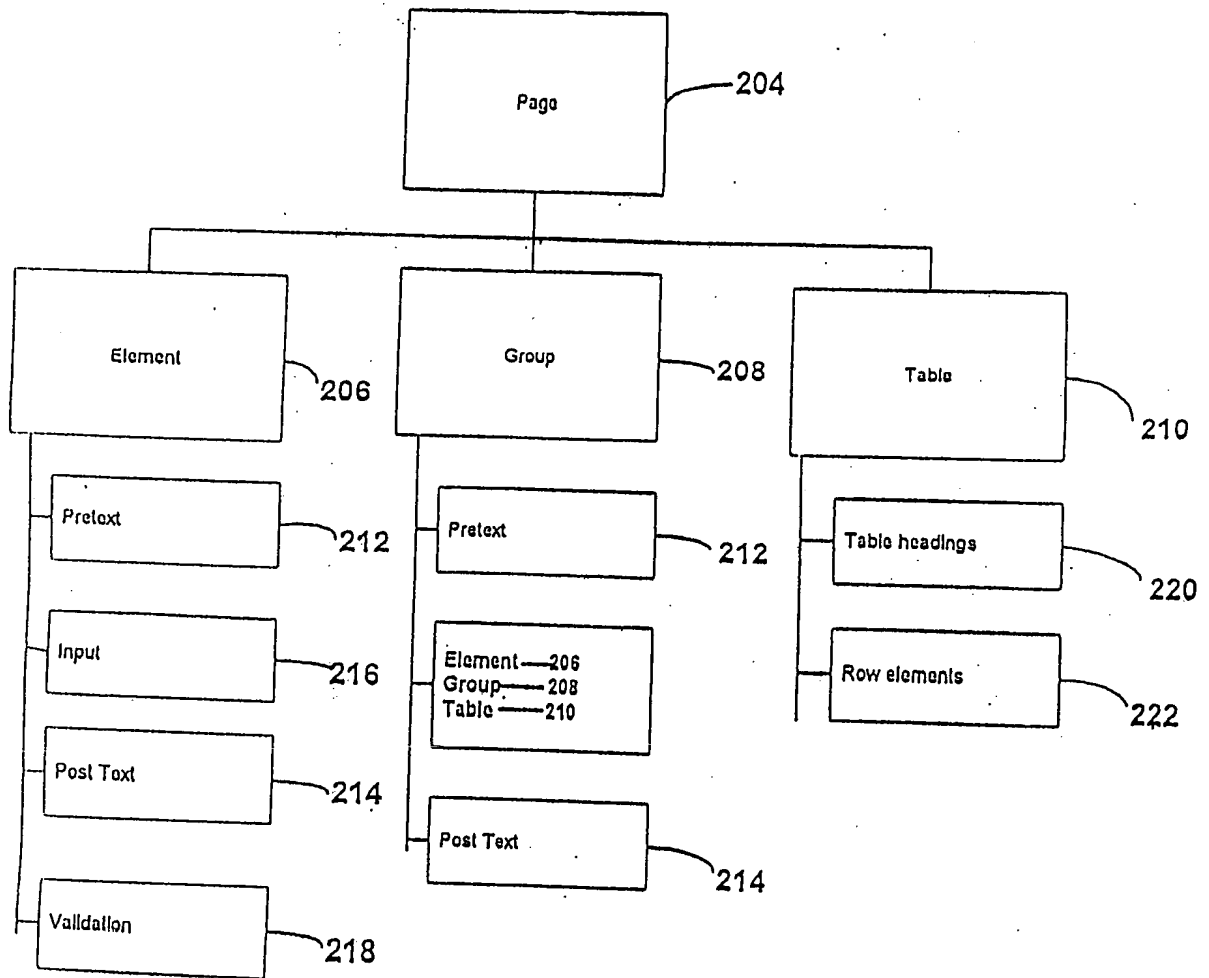 Page
204
Element
206
Group
208
Table
210
Pretext
212
Input
216
Post Text
214
Validation
218
Pretext
212
Element 206
Group 208
Table 210
Post Text
214
Table headings
220
Row elements
222